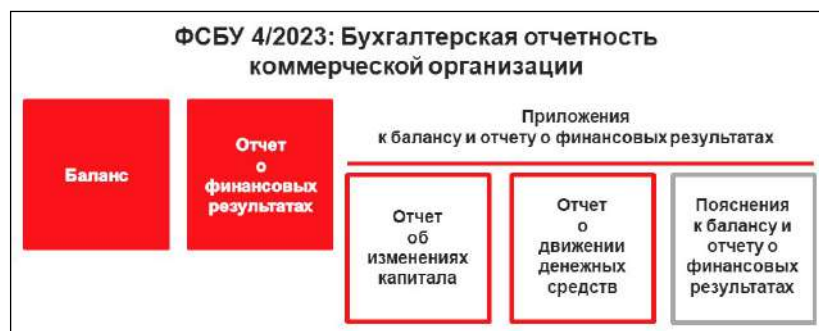 ФСБУ 4/2023: Бухгалтерская отчетность
коммерческой организации
Баланс
Отчет
о
финансовых
результатах
Приложения
к балансу и отчету о финансовых результатах
Отчет
об
изменениях
капитала
Отчет
о
движении
денежных
средств
Пояснения
к балансу и
отчету о
финансовых
результатах